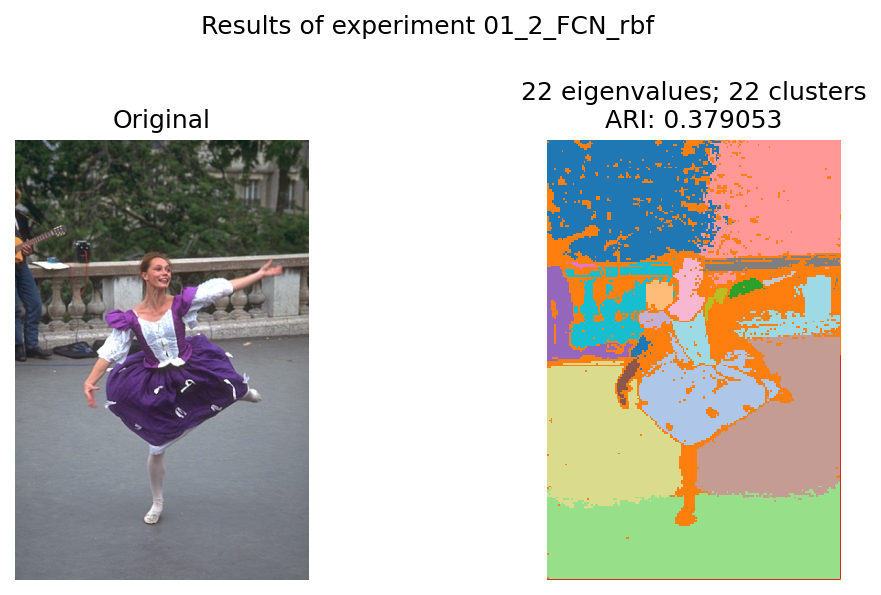 Results of experiment 01_2_FCN_rbf
Original
22 eigenvalues; 22 clusters
ARI: 0.379053